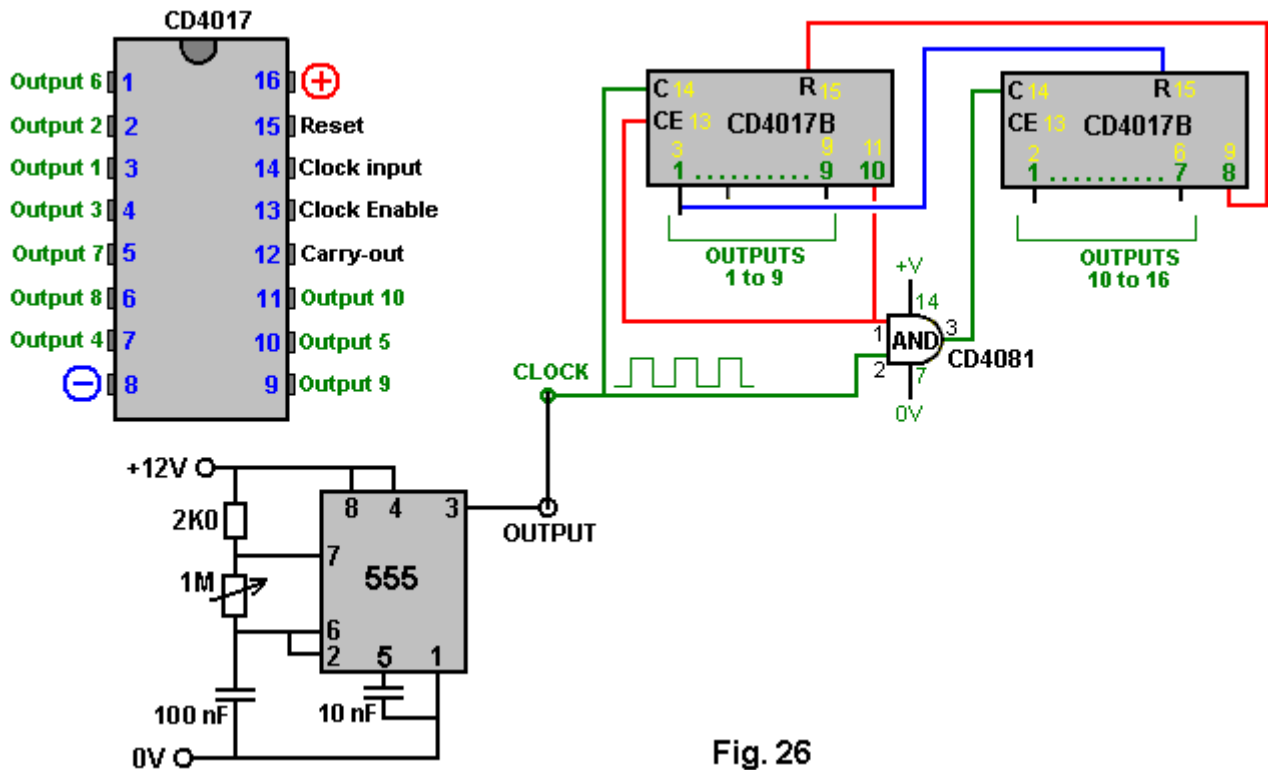 CD4017
Output 6 1 16 +
Output 2 2 15 Reset
Output 1 3 14 Clock input
Output 3 4 13 Clock Enable
Output 7 5 12 Carry-out
Output 8 6 11 Output 10
Output 4 7 10 Output 5
− 8 9 Output 9
C 14 R 15
CE 13 CD4017B
3 9 11
1 . . . . . . . . . 9 10
OUTPUTS
1 to 9
C 14 R 15
CE 13 CD4017B
2 6 9
1 . . . . . . . . . . 7 8
OUTPUTS
10 to 16
+V
14
1 AND 3
2 CD4081
7
0V
CLOCK
OUTPUT
+12V
8 4 3
2K0
7
1M 555
6
2 5 1
100 nF 10 nF
0V
Fig. 26